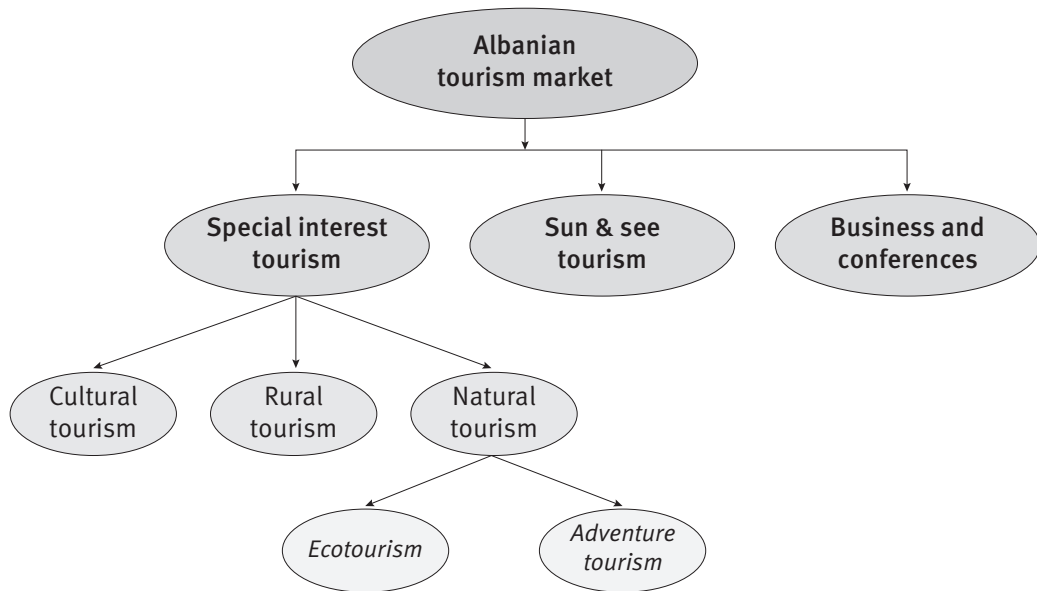 Albanian
tourism market
Special interest
tourism
Sun & see
tourism
Business and
conferences
Cultural
tourism
Rural
tourism
Natural
tourism
Ecotourism
Adventure
tourism